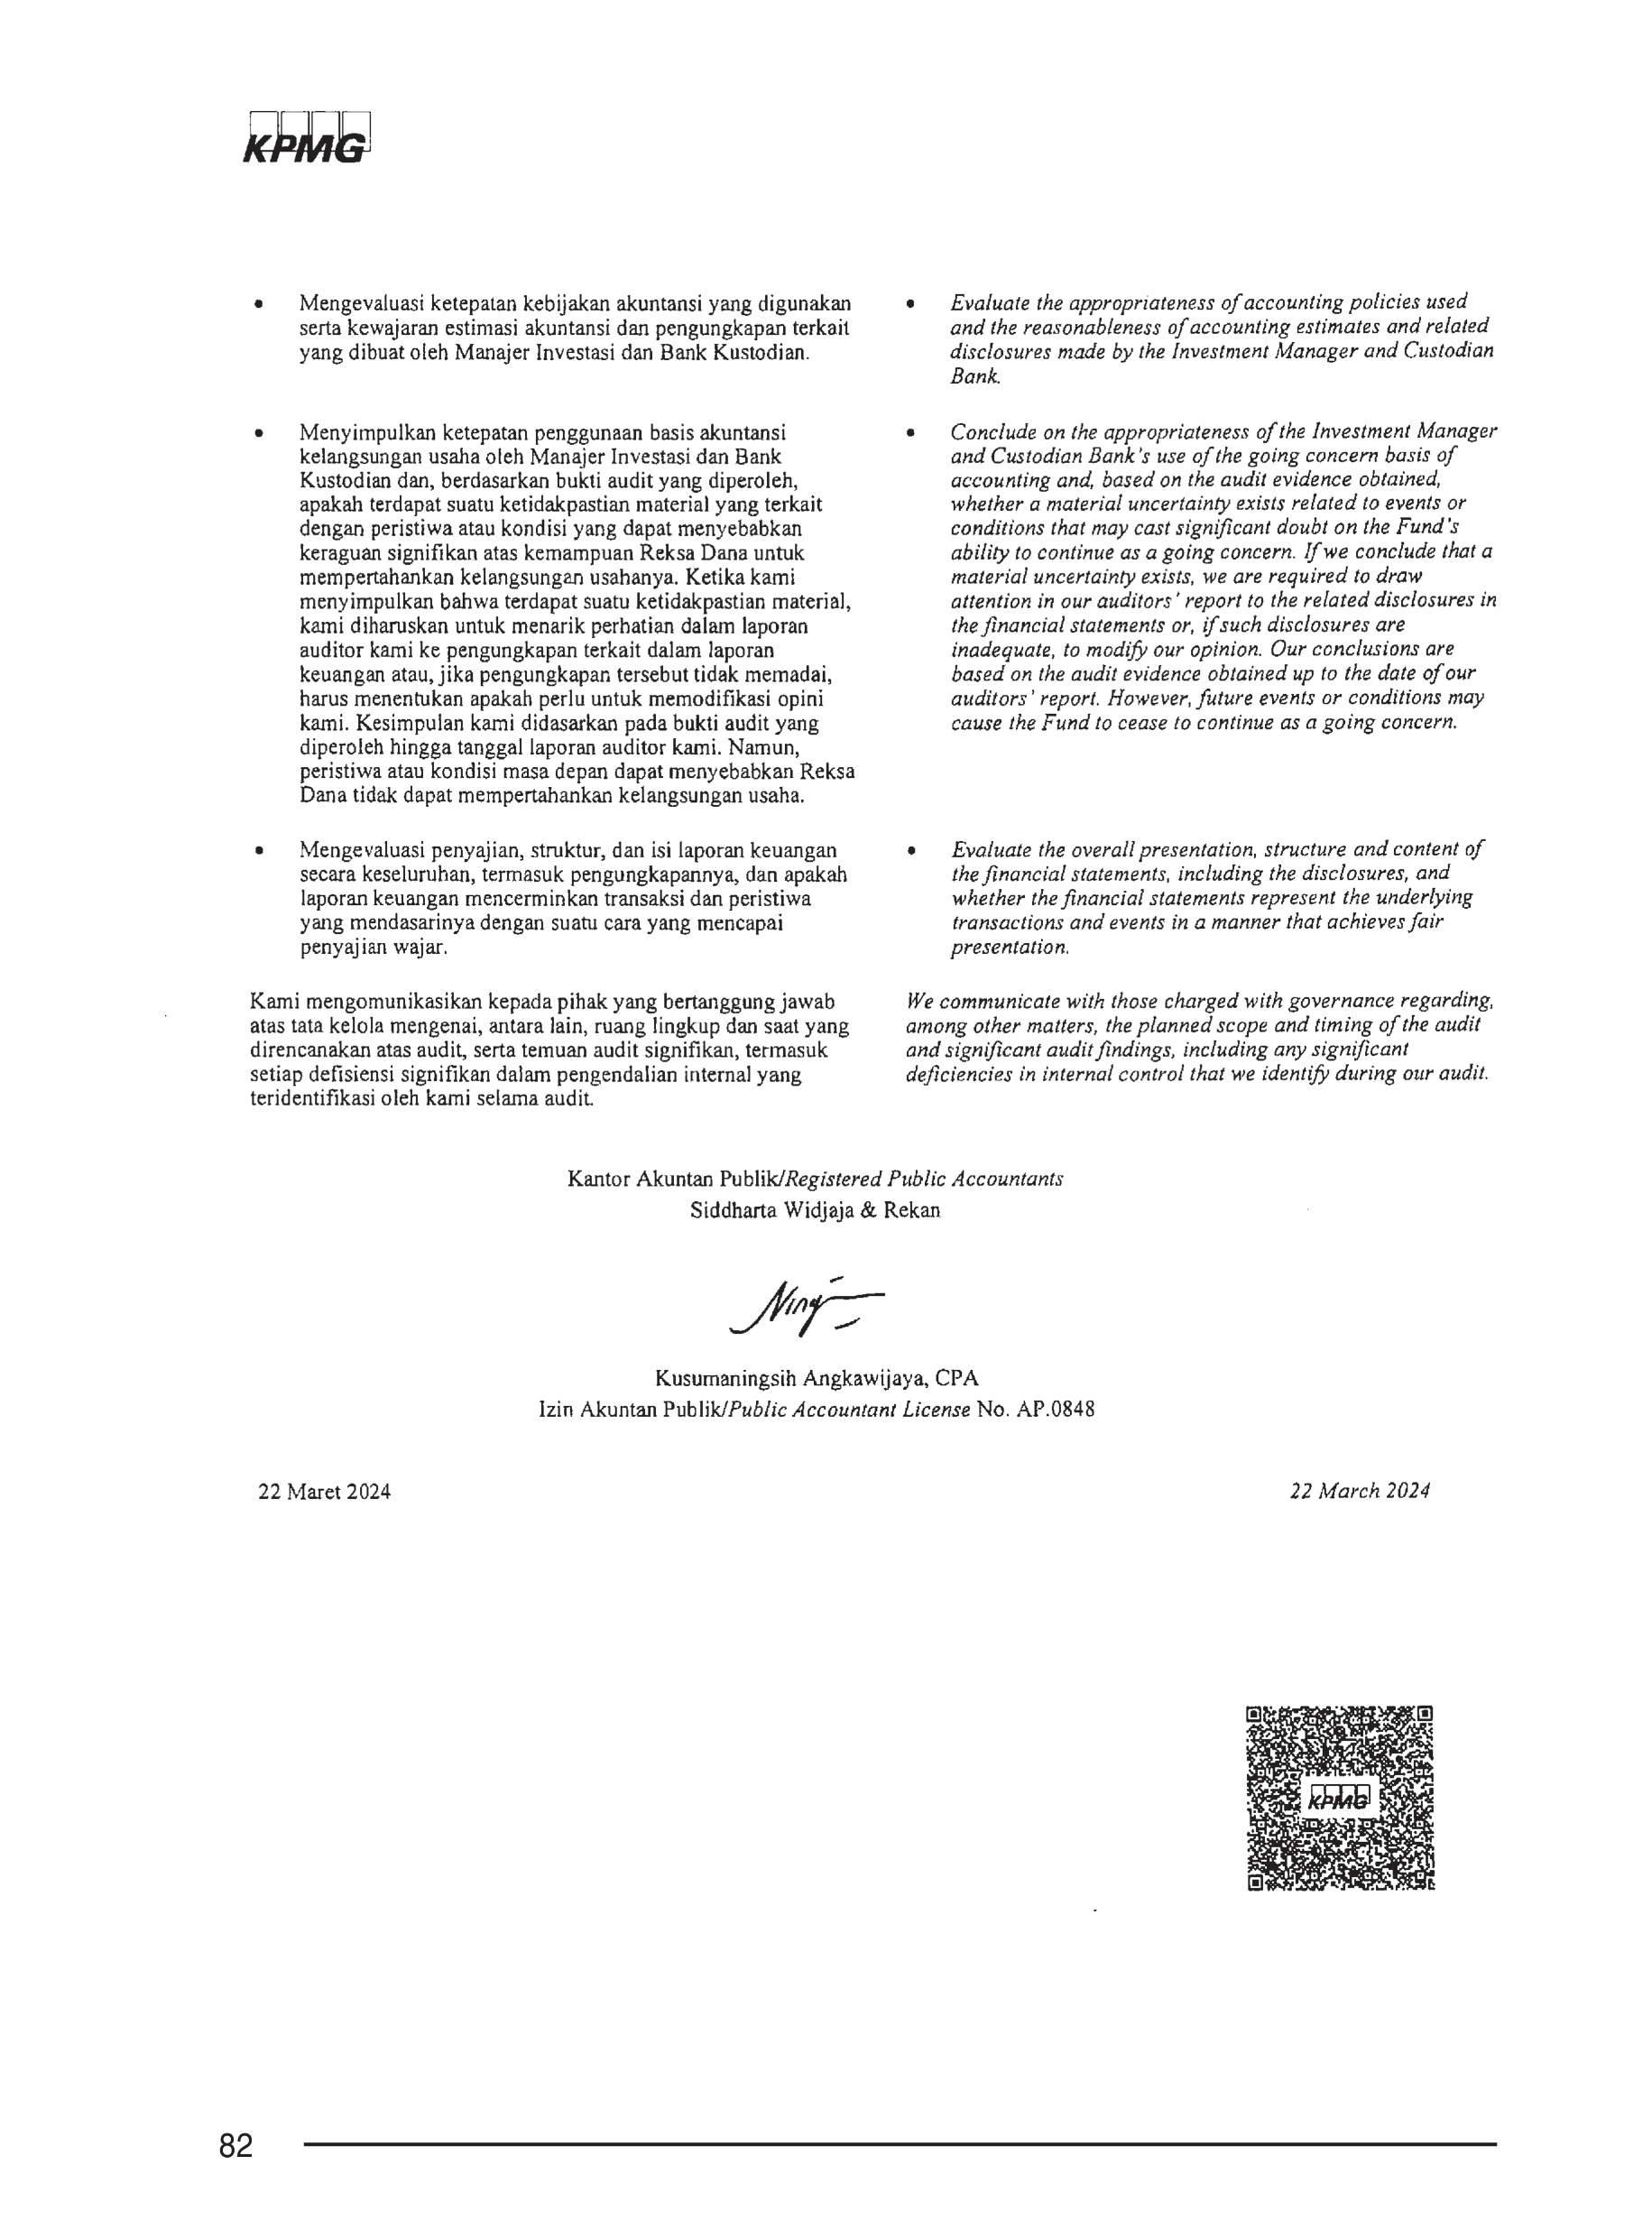 KPMG
• Mengevaluasi ketepatan kebijakan akuntansi yang digunakan
serta kewajaran estimasi akuntansi dan pengungkapan terkait
yang dibuat oleh Manajer Investasi dan Bank Kustodian.
• Menyimpulkan ketepatan penggunaan basis akuntansi
kelangsungan usaha oleh Manajer Investasi dan Bank
Kustodian dan, berdasarkan bukti audit yang diperoleh,
apakah terdapat suatu ketidakpastian material yang terkait
dengan peristiwa atau kondisi yang dapat menyebabkan
keraguan signifikan atas kemampuan Reksa Dana untuk
mempertahankan kelangsungan usahanya. Ketika kami
menyimpulkan bahwa terdapat suatu ketidakpastian material,
kami diharuskan untuk menarik perhatian dalam laporan
auditor kami ke pengungkapan terkait dalam laporan
keuangan atau, jika pengungkapan tersebut tidak memadai,
harus menentukan apakah perlu untuk memodifikasi opini
kami. Kesimpulan kami didasarkan pada bukti audit yang
diperoleh hingga tanggal laporan auditor kami. Namun,
peristiwa atau kondisi masa depan dapat menyebabkan Reksa
Dana tidak dapat mempertahankan kelangsungan usaha.
• Mengevaluasi penyajian, struktur, dan isi laporan keuangan
secara keseluruhan, termasuk pengungkapannya, dan apakah
laporan keuangan mencerminkan transaksi dan peristiwa
yang mendasarinya dengan suatu cara yang mencapai
penyajian wajar.
Kami mengomunikasikan kepada pihak yang bertanggung jawab
atas tata kelola mengenai, antara lain, ruang lingkup dan saat yang
direncanakan atas audit, serta temuan audit signifikan, termasuk
setiap defisiensi signifikan dalam pengendalian internal yang
teridentifikasi oleh kami selama audit.
• Evaluate the appropriateness of accounting policies used
and the reasonableness of accounting estimates and related
disclosures made by the Investment Manager and Custodian
Bank.
• Conclude on the appropriateness of the Investment Manager
and Custodian Bank's use of the going concern basis of
accounting and, based on the audit evidence obtained,
whether a material uncertainty exists related to events or
conditions that may cast significant doubt on the Fund's
ability to continue as a going concern. If we conclude that a
material uncertainty exists, we are required to draw
attention in our auditors' report to the related disclosures in
the financial statements or, if such disclosures are
inadequate, to modify our opinion. Our conclusions are
based on the audit evidence obtained up to the date of our
auditors' report. However, future events or conditions may
cause the Fund to cease to continue as a going concern.
• Evaluate the overall presentation, structure and content of
the financial statements, including the disclosures, and
whether the financial statements represent the underlying
transactions and events in a manner that achieves fair
presentation.
We communicate with those charged with governance regarding,
among other matters, the planned scope and timing of the audit
and significant audit findings, including any significant
deficiencies in internal control that we identify during our audit.
Kantor Akuntan Publik/Registered Public Accountants
Siddharta Widjaja & Rekan
Ning
Kusumaningsih Angkawijaya, CPA
Izin Akuntan Publik/Public Accountant License No. AP.0848
22 Maret 2024
22 March 2024
KPMG
82